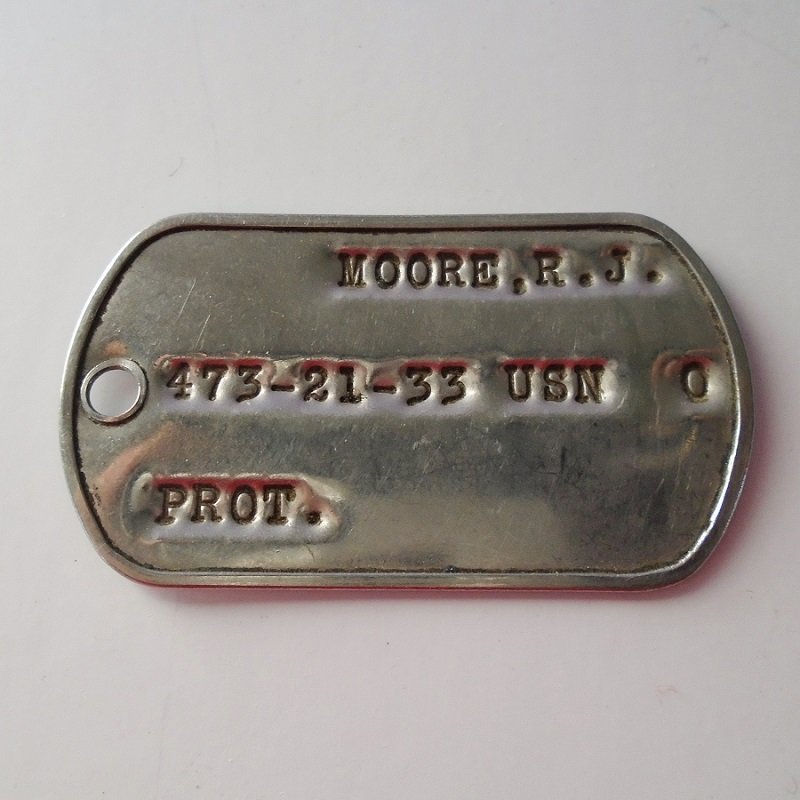 MOORE,R.J.
473-21-33 USN O
PROT.